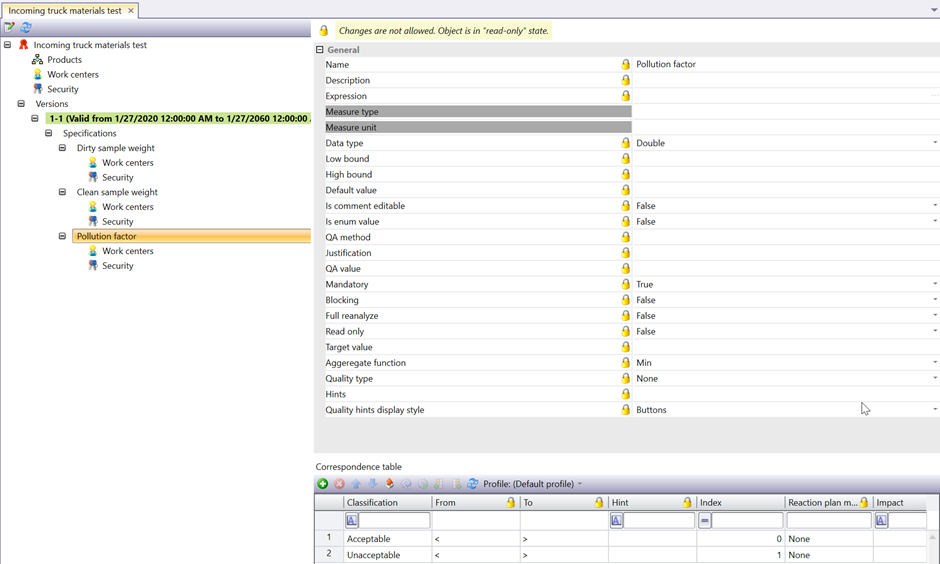 Incoming truck materials test
Changes are not allowed. Object is in "read-only" state.
Incoming truck materials test
Products
Work centers
Security
Versions
1-1 (Valid from 1/27/2020 12:00:00 AM to 1/27/2060 12:00:00
Specifications
Dirty sample weight
Work centers
Security
Clean sample weight
Work centers
Security
Pollution factor
Work centers
Security
General
Name Pollution factor
Description
Expression
Measure type
Measure unit
Data type Double
Low bound
High bound
Default value
Is comment editable False
Is enum value False
QA method
Justification
QA value
Mandatory True
Blocking False
Full reanalyze False
Read only False
Target value
Aggeregate function Min
Quality type None
Hints
Quality hints display style Buttons
Correspondence table
Profile: (Default profile)
Classification From To Hint Index Reaction plan m... Impact
A A = A
1 Acceptable < > 0 None
2 Unacceptable < > 1 None